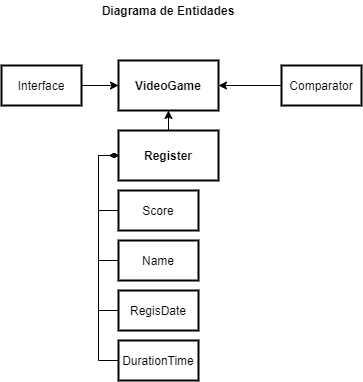 Diagrama de Entidades
Interface
VideoGame
Comparator
Register
Score
Name
RegisDate
DurationTime